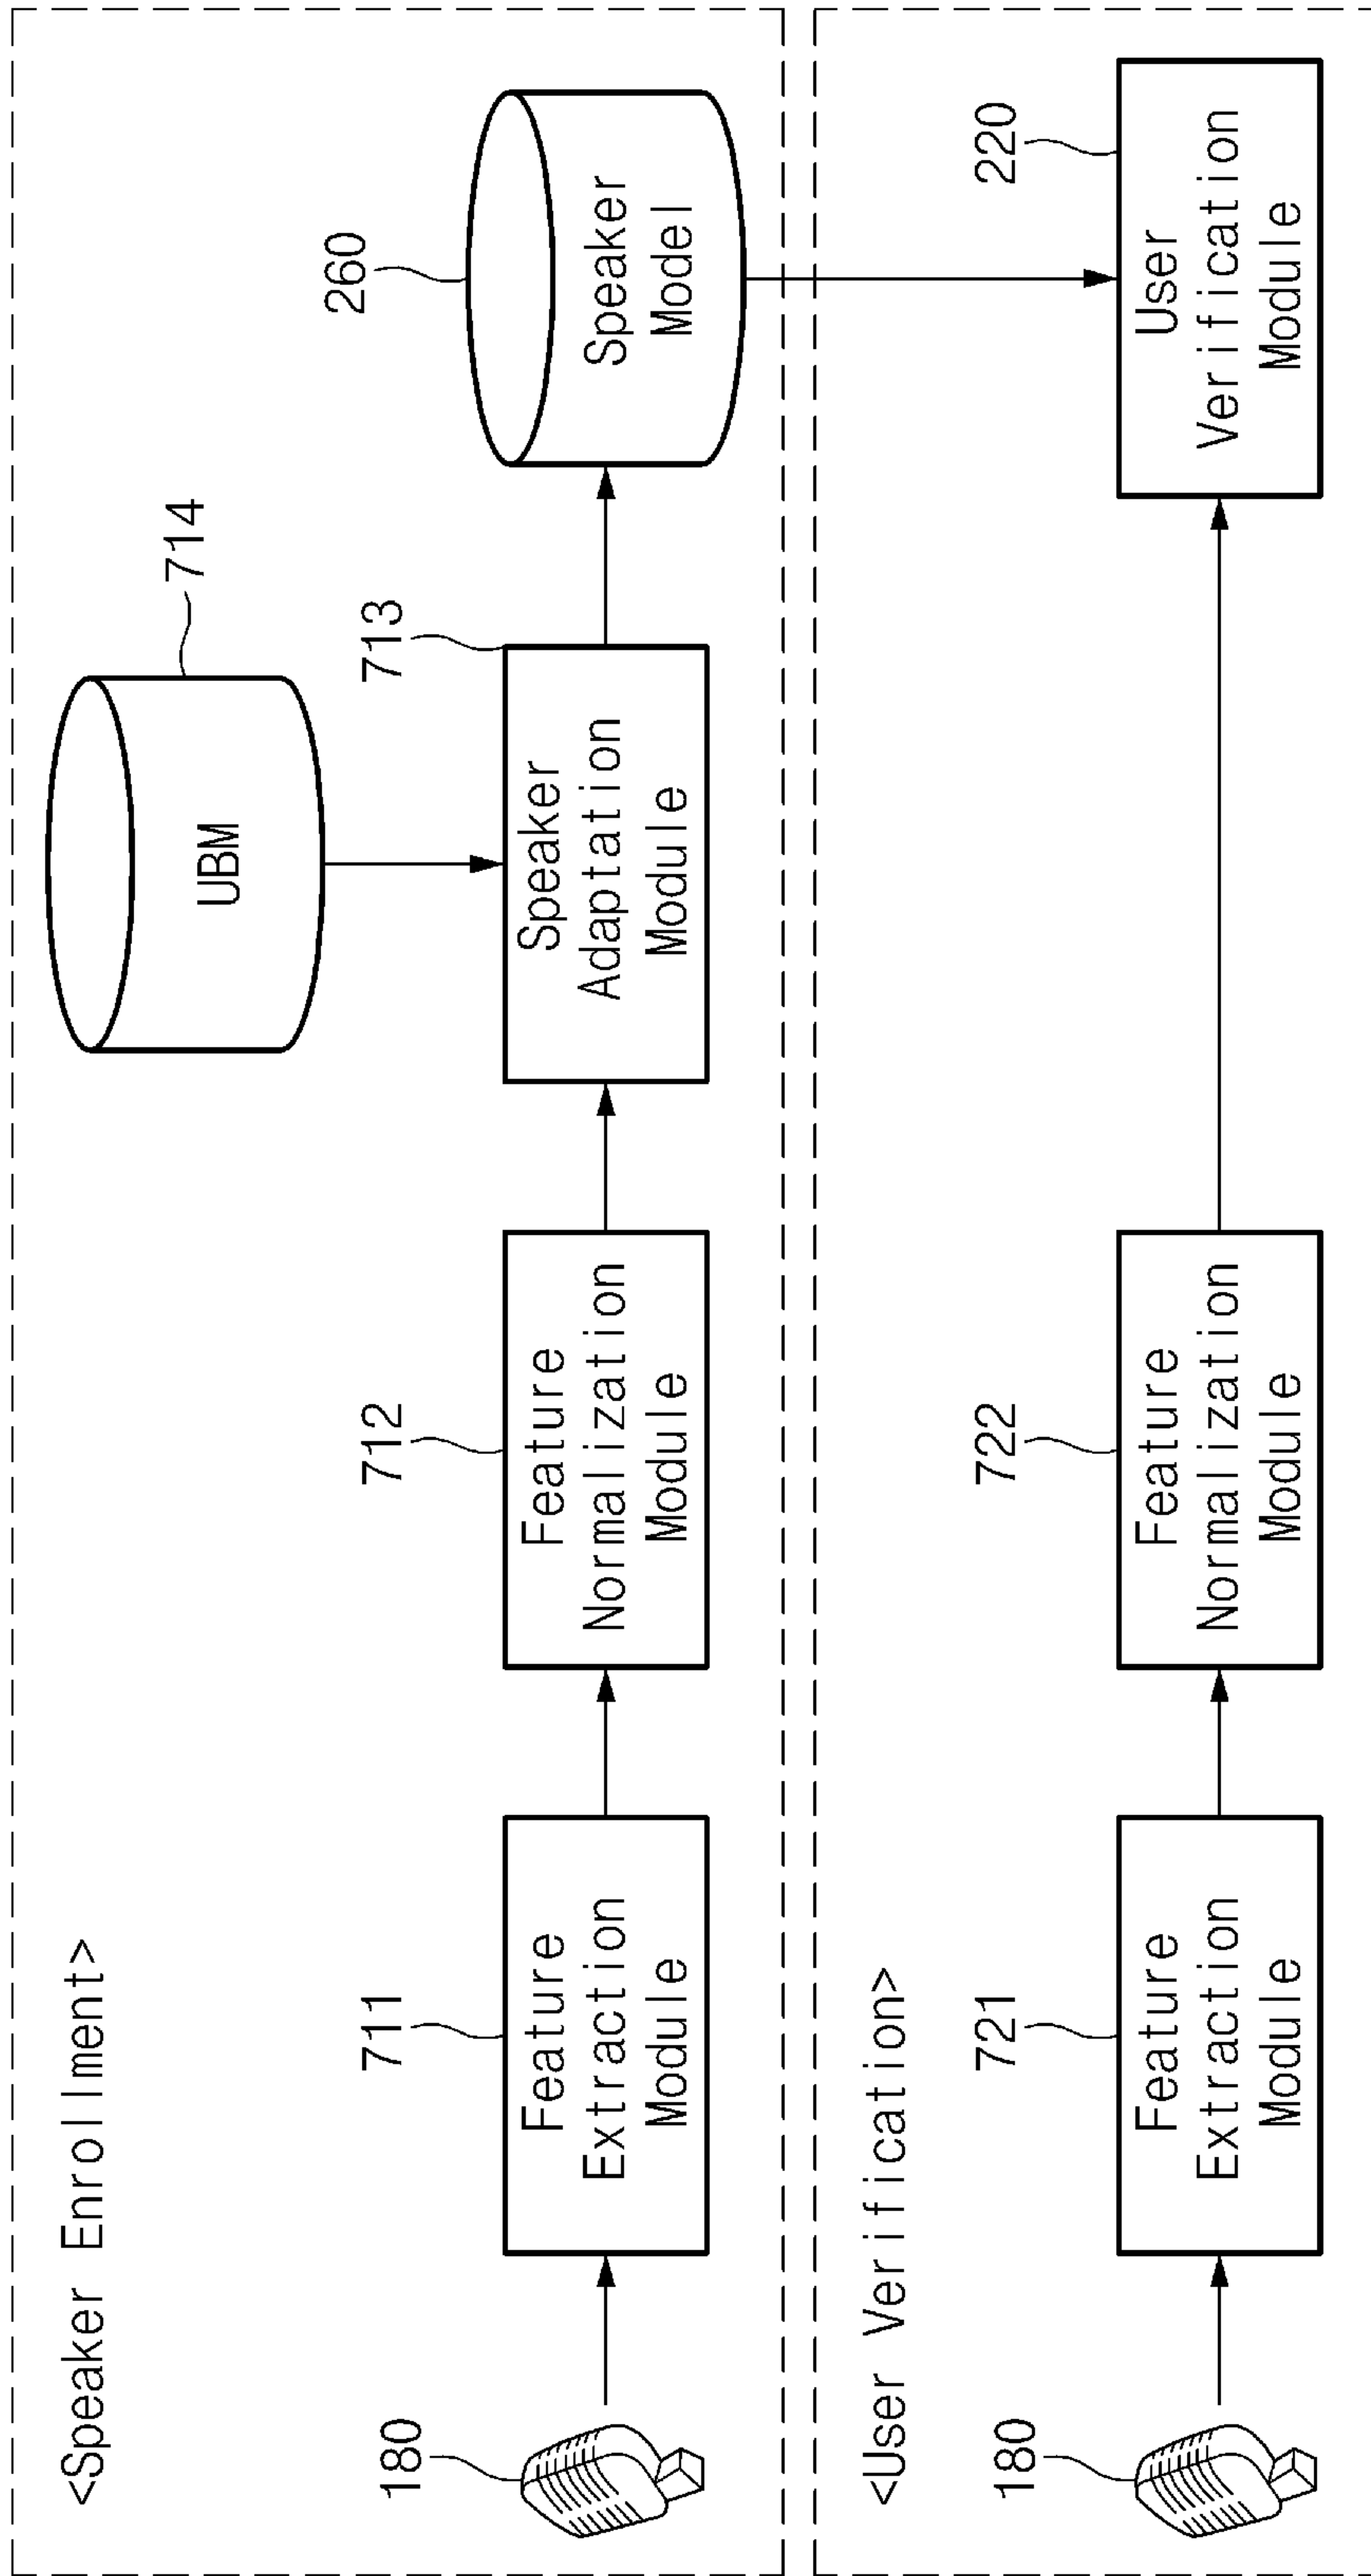 <Speaker Enrollment>
714
UBM
180
711
712
713
260
Feature
Extraction
Module
Feature
Normalization
Module
Speaker
Adaptation
Module
Speaker
Model
<User Verification>
180
721
722
220
Feature
Extraction
Module
Feature
Normalization
Module
User
Verification
Module